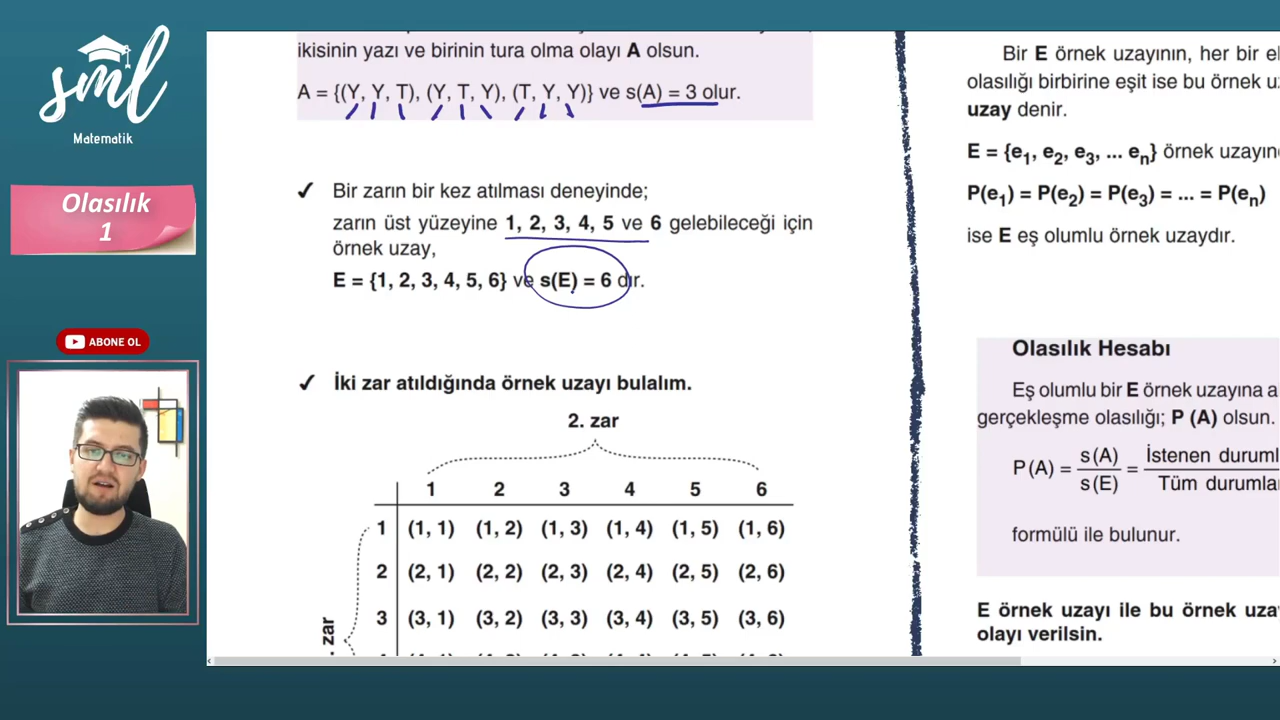 sml
Matematik
Olasılık
1
ABONE OL
ikisinin yazı ve birinin tura olma olayı A olsun.
A = {(Y, Y, T), (Y, T, Y), (T, Y, Y)} ve s(A) = 3 olur.
✓ Bir zarın bir kez atılması deneyinde;
zarın üst yüzeyine 1, 2, 3, 4, 5 ve 6 gelebileceği için
örnek uzay,
E = {1, 2, 3, 4, 5, 6} ve s(E) = 6 dır.
✓ İki zar atıldığında örnek uzayı bulalım.
2. zar
1 2 3 4 5 6
1 (1, 1) (1, 2) (1, 3) (1, 4) (1, 5) (1, 6)
2 (2, 1) (2, 2) (2, 3) (2, 4) (2, 5) (2, 6)
3 (3, 1) (3, 2) (3, 3) (3, 4) (3, 5) (3, 6)
. zar
Bir E örnek uzayının, her bir el
olasılığı birbirine eşit ise bu örnek u
uzay denir.
E = {e₁, e₂, e₃, ... eₙ} örnek uzayın
P(e₁) = P(e₂) = P(e₃) = ... = P(eₙ)
ise E eş olumlu örnek uzaydır.
Olasılık Hesabı
Eş olumlu bir E örnek uzayına a
gerçekleşme olasılığı; P (A) olsun.
P(A) = s(A) / s(E) = İstenen durumla / Tüm durumlar
formülü ile bulunur.
E örnek uzayı ile bu örnek uza
olayı verilsin.